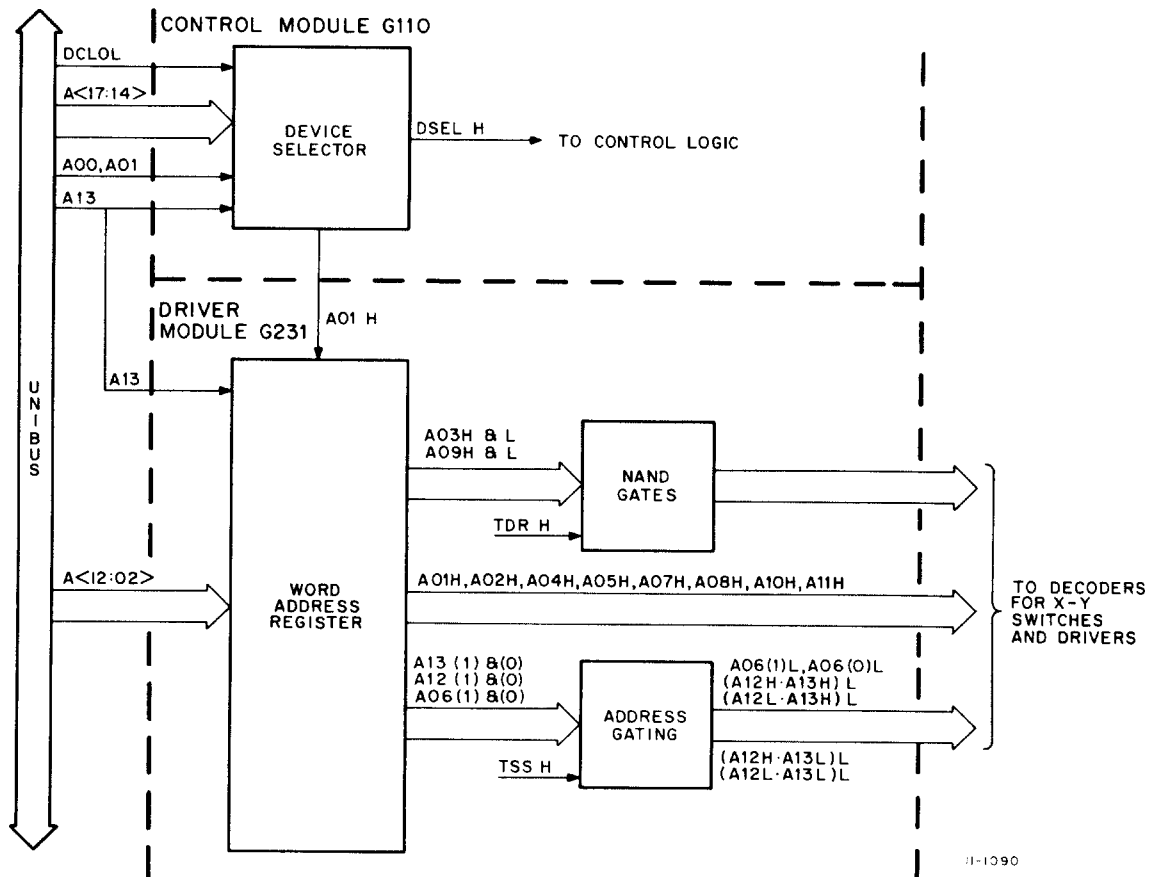 CONTROL MODULE G110
DCLOL
A<17:14>
A00,A01
A13
DEVICE
SELECTOR
DSEL H
TO CONTROL LOGIC
A01 H
DRIVER
MODULE G231
UNIBUS
A13
A<12:02>
WORD
ADDRESS
REGISTER
A03H & L
A09H & L
NAND
GATES
TDR H
A01H,A02H,A04H,A05H,A07H,A08H,A10H,A11H
A13 (1) &(0)
A12 (1) &(0)
A06(1) &(0)
ADDRESS
GATING
TSS H
A06(1)L,A06(0)L
(A12H·A13H)L
(A12L·A13H)L
(A12H·A13L)L
(A12L·A13L)L
TO DECODERS
FOR X-Y
SWITCHES
AND DRIVERS
11-1090